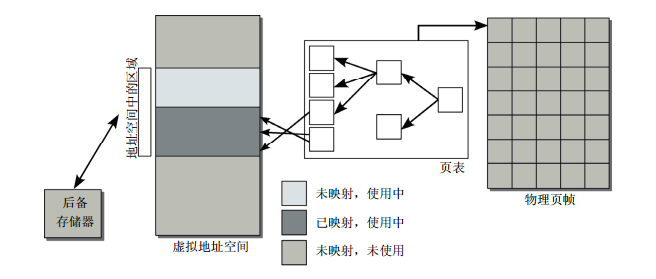 地址空间中的区域
页表
后备
存储器
未映射，使用中
已映射，使用中
未映射，未使用
虚拟地址空间
物理页帧